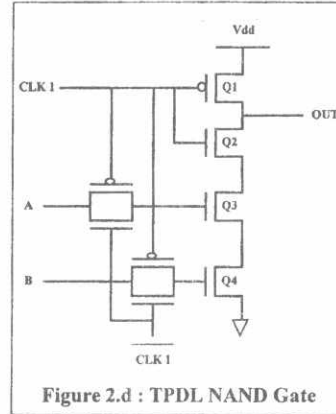 Vdd
CLK 1
Q1
OUT
Q2
A
Q3
B
Q4
CLK 1
Figure 2.d : TPDL NAND Gate